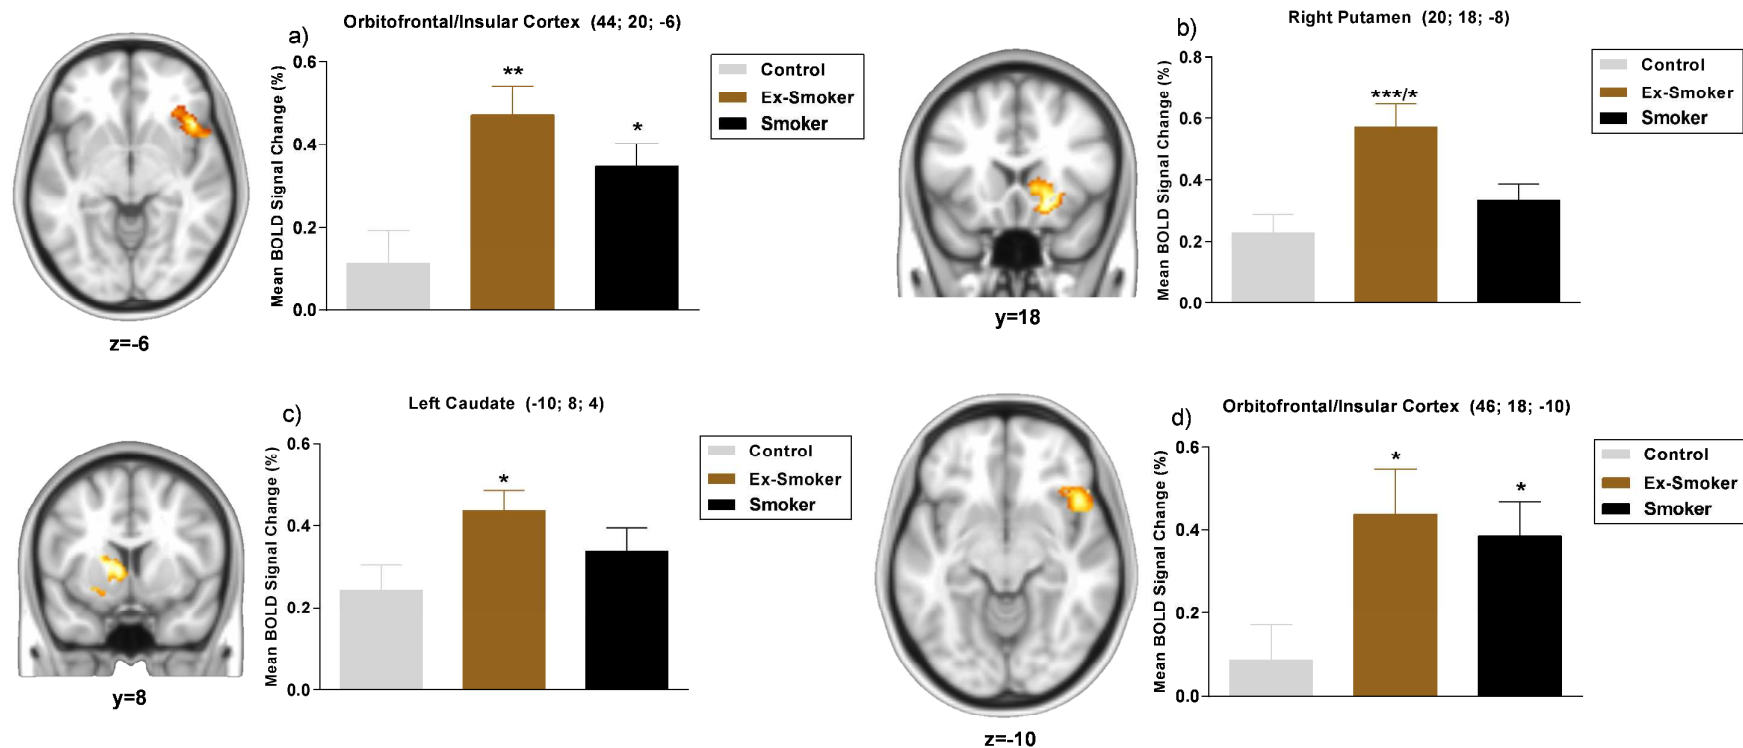 a)
Orbitofrontal/Insular Cortex (44; 20; -6)
Mean BOLD Signal Change (%)
0.6
0.4
0.2
0.0
**
*
Control
Ex-Smoker
Smoker
z=-6
b)
Right Putamen (20; 18; -8)
Mean BOLD Signal Change (%)
0.8
0.6
0.4
0.2
0.0
***/*
Control
Ex-Smoker
Smoker
y=18
c)
Left Caudate (-10; 8; 4)
Mean BOLD Signal Change (%)
0.6
0.4
0.2
0.0
*
Control
Ex-Smoker
Smoker
y=8
d)
Orbitofrontal/Insular Cortex (46; 18; -10)
Mean BOLD Signal Change (%)
0.6
0.4
0.2
0.0
*
*
Control
Ex-Smoker
Smoker
z=-10